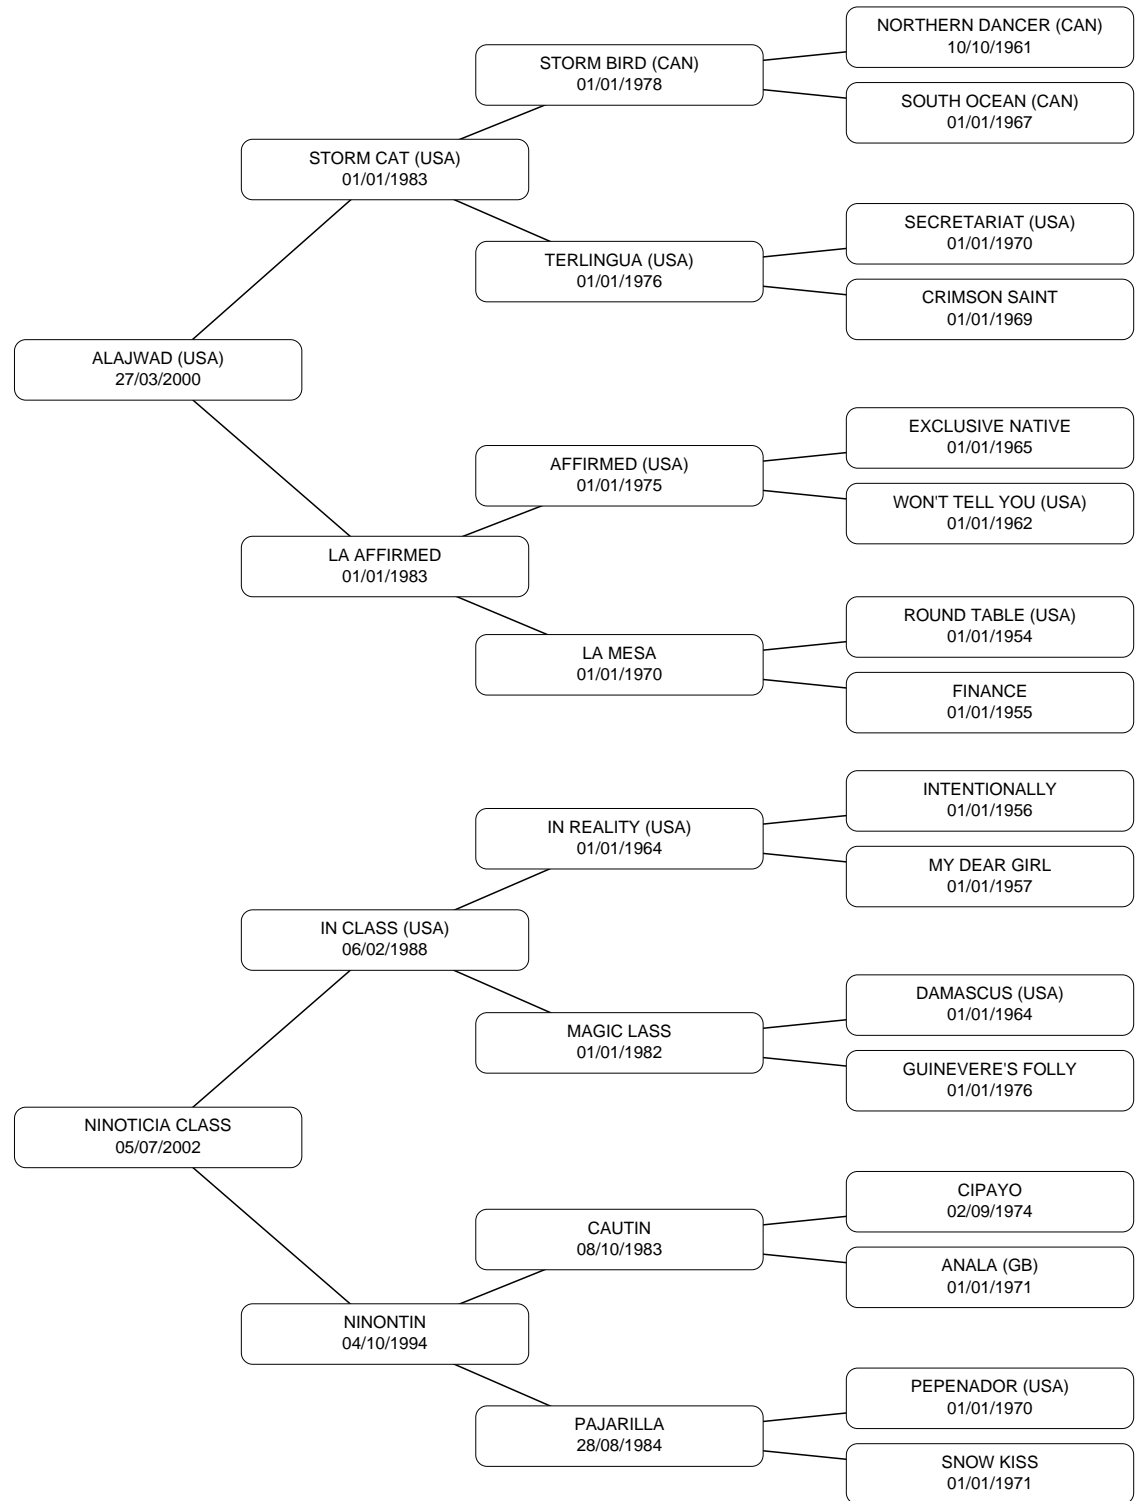 NORTHERN DANCER (CAN)
10/10/1961
STORM BIRD (CAN)
01/01/1978
SOUTH OCEAN (CAN)
01/01/1967
STORM CAT (USA)
01/01/1983
SECRETARIAT (USA)
01/01/1970
TERLINGUA (USA)
01/01/1976
CRIMSON SAINT
01/01/1969
ALAJWAD (USA)
27/03/2000
EXCLUSIVE NATIVE
01/01/1965
AFFIRMED (USA)
01/01/1975
WON'T TELL YOU (USA)
01/01/1962
LA AFFIRMED
01/01/1983
ROUND TABLE (USA)
01/01/1954
LA MESA
01/01/1970
FINANCE
01/01/1955
INTENTIONALLY
01/01/1956
IN REALITY (USA)
01/01/1964
MY DEAR GIRL
01/01/1957
IN CLASS (USA)
06/02/1988
DAMASCUS (USA)
01/01/1964
MAGIC LASS
01/01/1982
GUINEVERE'S FOLLY
01/01/1976
NINOTICIA CLASS
05/07/2002
CIPAYO
02/09/1974
CAUTIN
08/10/1983
ANALA (GB)
01/01/1971
NINONTIN
04/10/1994
PEPENADOR (USA)
01/01/1970
PAJARILLA
28/08/1984
SNOW KISS
01/01/1971